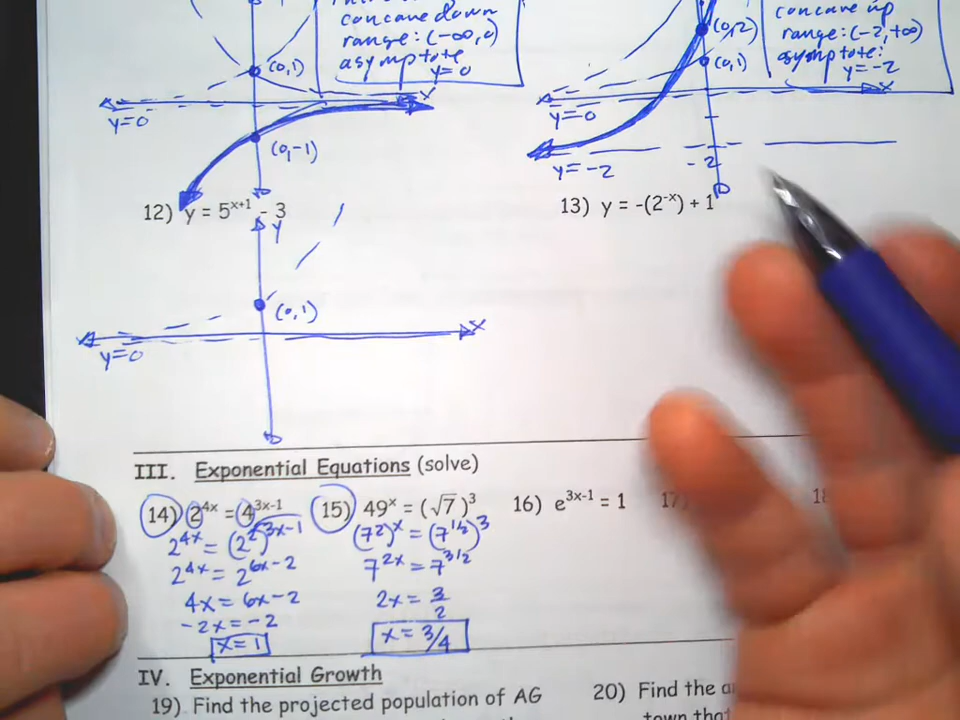 concave down
range: (-∞, 0)
asymptote
y=0
(0,1)
x
y=0
(0,-1)
concave up
range: (-2,+∞)
asymptote:
y=-2
(0,2)
(0,1)
x
y=0
y=-2
-2
12) y = 5^{x+1} - 3
y
(0,1)
x
y=0
13) y = -(2^{-x}) + 1
III. Exponential Equations (solve)
14) 2^{4x} = 4^{3x-1}
2^{4x} = (2^2)^{3x-1}
2^{4x} = 2^{6x-2}
4x = 6x-2
-2x = -2
x=1
15) 49^x = (√7)^3
(7^2)^x = (7^{1/2})^3
7^{2x} = 7^{3/2}
2x = 3/2
x = 3/4
16) e^{3x-1} = 1
17)
18
IV. Exponential Growth
19) Find the projected population of AG
20) Find the a
town that